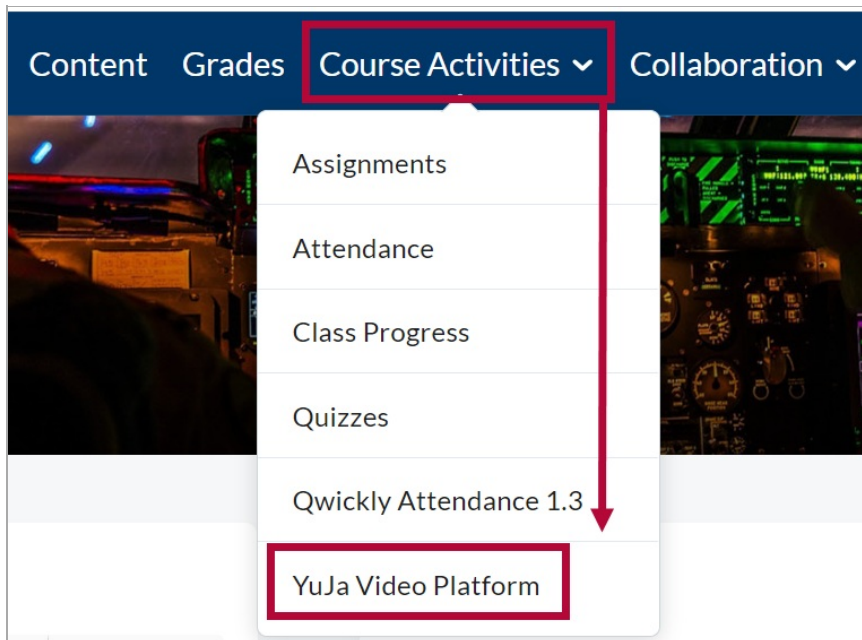 Content Grades Course Activities Collaboration
Assignments
Attendance
Class Progress
Quizzes
Qwickly Attendance 1.3
YuJa Video Platform